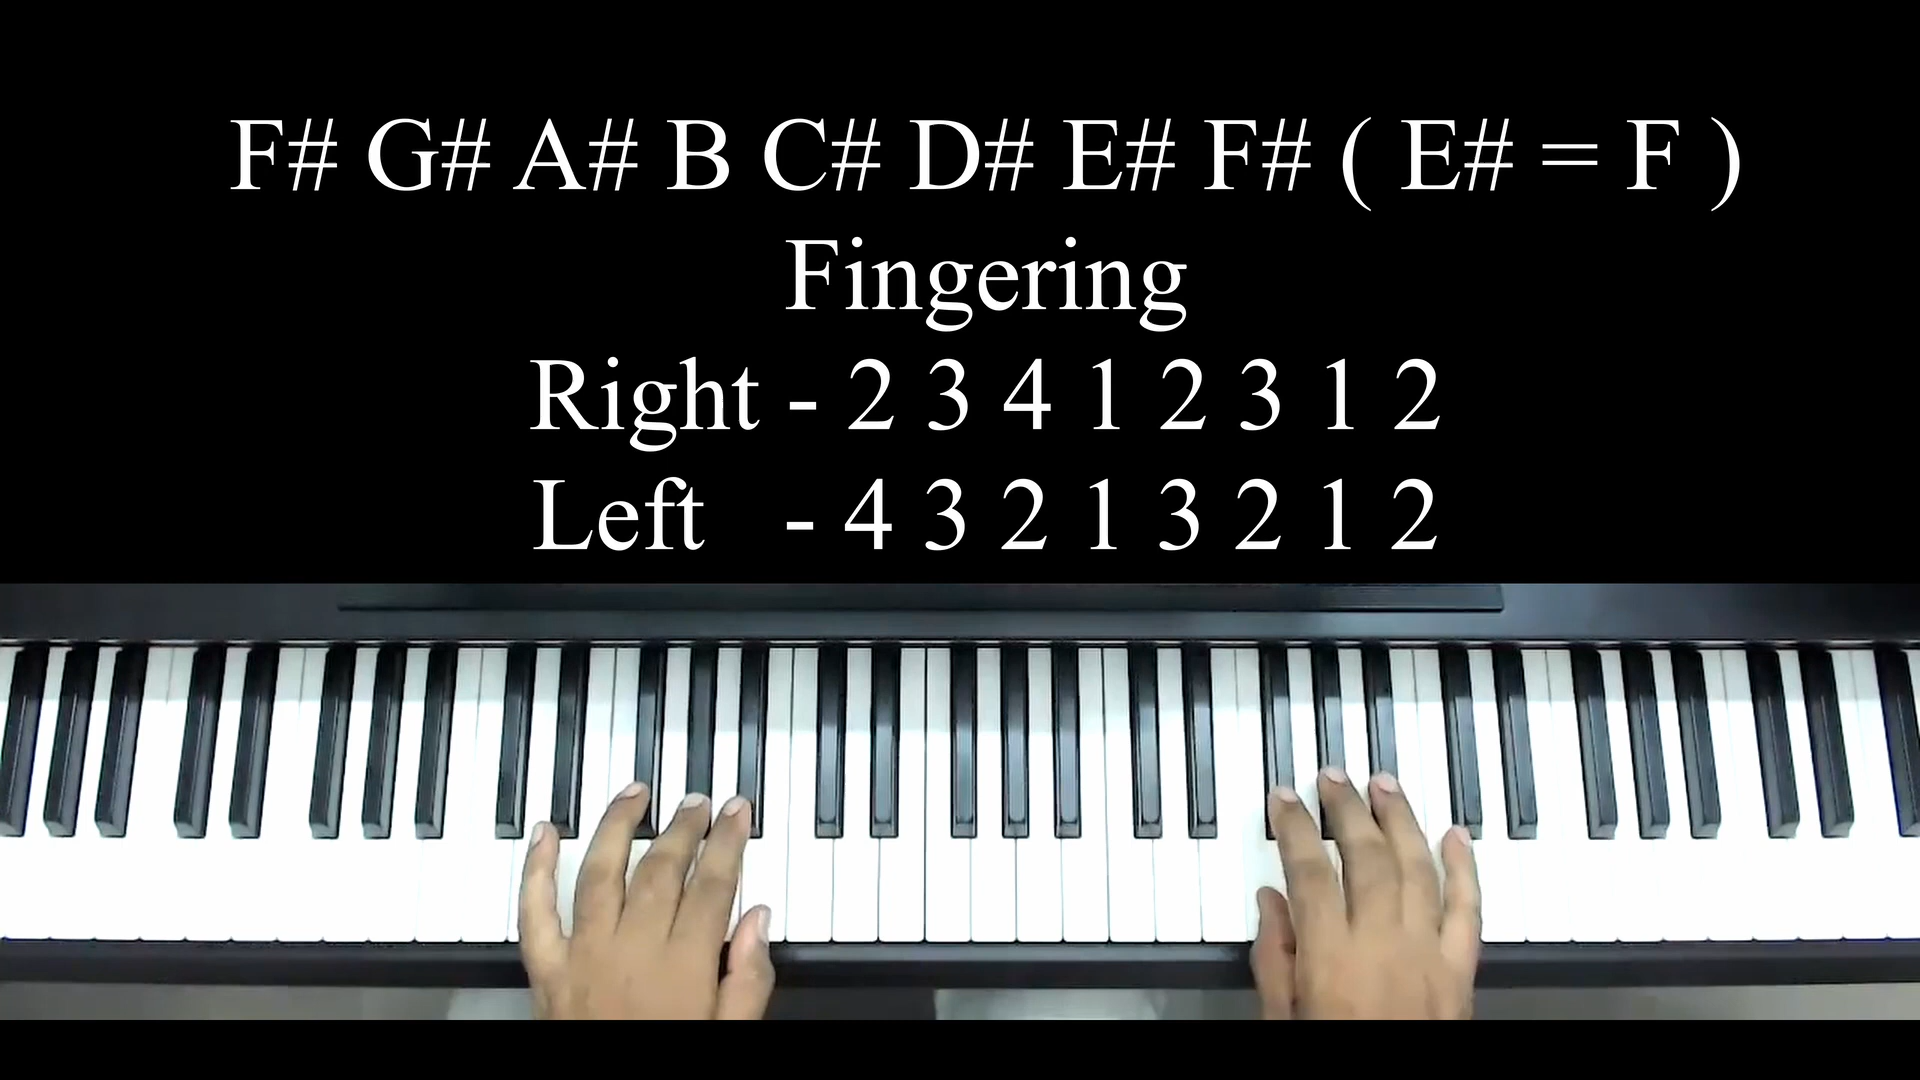 F# G# A# B C# D# E# F# ( E# = F )
Fingering
Right - 2 3 4 1 2 3 1 2
Left - 4 3 2 1 3 2 1 2